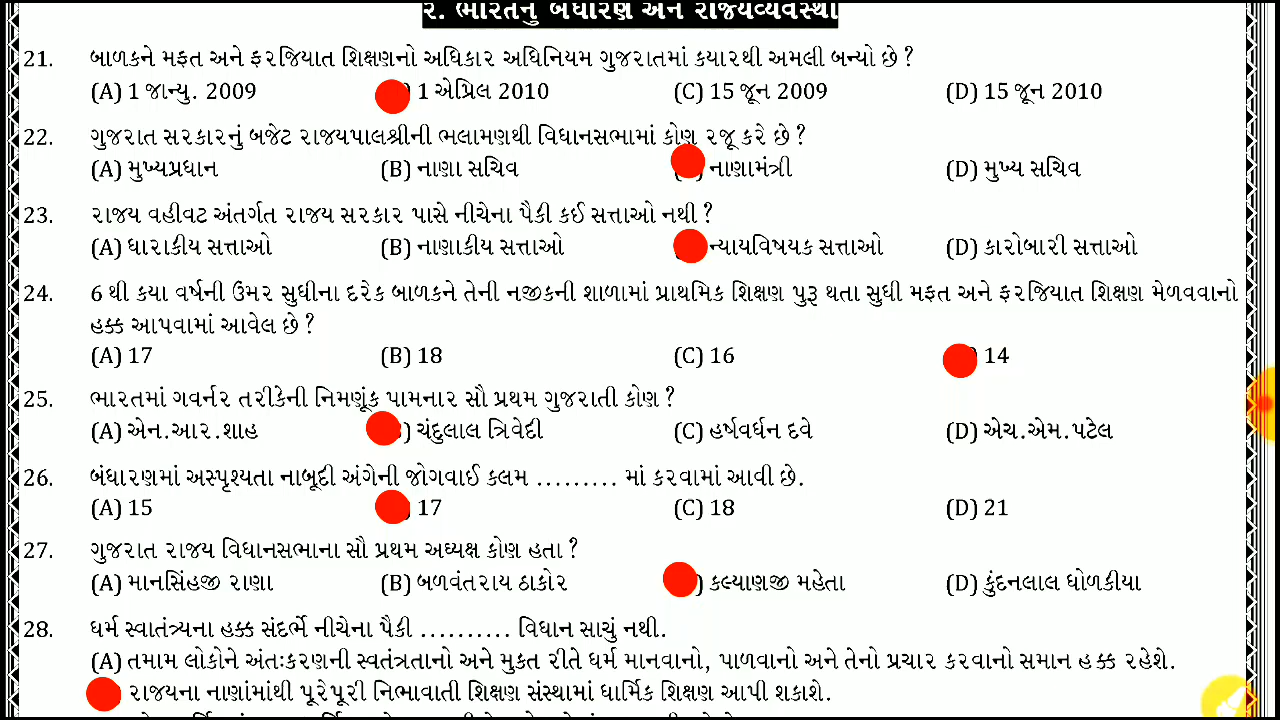 ૨. ભારતનું બંધારણ અને રાજ્યવ્યવસ્થા
21. બાળકને મફત અને ફરજિયાત શિક્ષણનો અધિકાર અધિનિયમ ગુજરાતમાં કયારથી અમલી બન્યો છે ?
(A) 1 જાન્યુ. 2009 ) 1 એપ્રિલ 2010 (C) 15 જૂન 2009 (D) 15 જૂન 2010
22. ગુજરાત સરકારનું બજેટ રાજયપાલશ્રીની ભલામણથી વિધાનસભામાં કોણ રજૂ કરે છે ?
(A) મુખ્યપ્રધાન (B) નાણા સચિવ ) નાણામંત્રી (D) મુખ્ય સચિવ
23. રાજય વહીવટ અંતર્ગત રાજય સરકાર પાસે નીચેના પૈકી કઈ સત્તાઓ નથી ?
(A) ધારાકીય સત્તાઓ (B) નાણાકીય સત્તાઓ ન્યાયવિષયક સત્તાઓ (D) કારોબારી સત્તાઓ
24. 6 થી કયા વર્ષની ઉંમર સુધીના દરેક બાળકને તેની નજીકની શાળામાં પ્રાથમિક શિક્ષણ પુરૂ થતા સુધી મફત અને ફરજિયાત શિક્ષણ મેળવવાનો
હક્ક આપવામાં આવેલ છે ?
(A) 17 (B) 18 (C) 16 ) 14
25. ભારતમાં ગવર્નર તરીકેની નિમણૂંક પામનાર સૌ પ્રથમ ગુજરાતી કોણ ?
(A) એન.આર.શાહ ) ચંદુલાલ ત્રિવેદી (C) હર્ષવર્ધન દવે (D) એચ.એમ.પટેલ
26. બંધારણમાં અસ્પૃશ્યતા નાબૂદી અંગેની જોગવાઈ કલમ ......... માં કરવામાં આવી છે.
(A) 15 ) 17 (C) 18 (D) 21
27. ગુજરાત રાજય વિધાનસભાના સૌ પ્રથમ અધ્યક્ષ કોણ હતા ?
(A) માનસિંહજી રાણા (B) બળવંતરાય ઠાકોર ) કલ્યાણજી મહેતા (D) કુંદનલાલ ધોળકીયા
28. ધર્મ સ્વાતંત્ર્યના હક્ક સંદર્ભે નીચેના પૈકી .......... વિધાન સાચું નથી.
(A) તમામ લોકોને અંતઃકરણની સ્વતંત્રતાનો અને મુક્ત રીતે ધર્મ માનવાનો, પાળવાનો અને તેનો પ્રચાર કરવાનો સમાન હક્ક રહેશે.
રાજયના નાણાંમાંથી પૂરેપૂરી નિભાવાતી શિક્ષણ સંસ્થામાં ધાર્મિક શિક્ષણ આપી શકાશે.